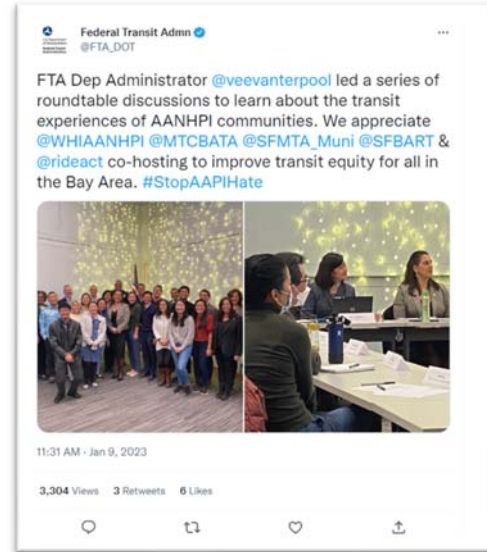 Federal Transit Admn
@FTA_DOT
FTA Dep Administrator @veevanterpool led a series of
roundtable discussions to learn about the transit
experiences of AANHPI communities. We appreciate
@WHIAANHPI @MTCBATA @SFMTA_Muni @SFBART &
@rideact co-hosting to improve transit equity for all in
the Bay Area. #StopAAPIHate
11:31 AM - Jan 9, 2023
3,304 Views 3 Retweets 6 Likes